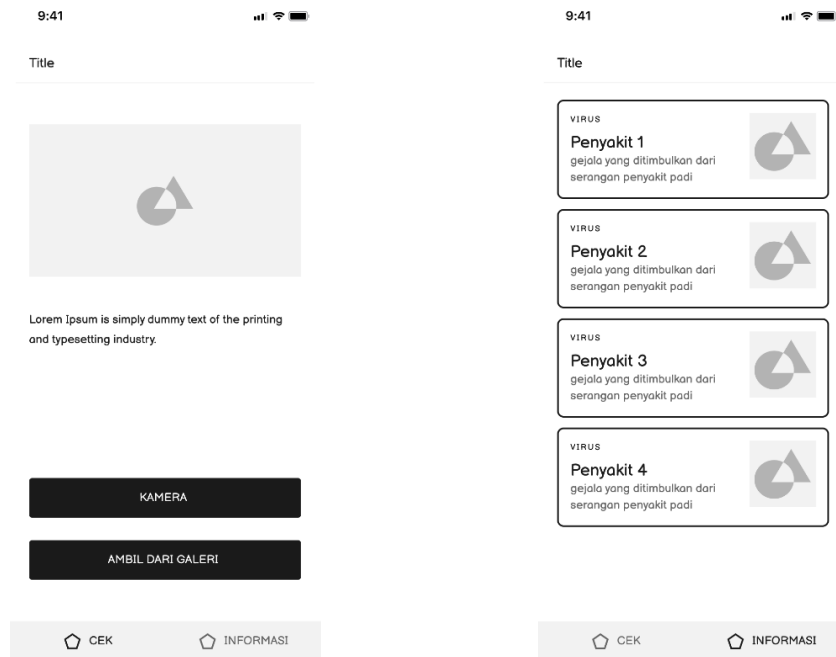 9:41
Title
Lorem Ipsum is simply dummy text of the printing
and typesetting industry.
KAMERA
AMBIL DARI GALERI
CEK
INFORMASI
9:41
Title
VIRUS
Penyakit 1
gejala yang ditimbulkan dari
serangan penyakit padi
VIRUS
Penyakit 2
gejala yang ditimbulkan dari
serangan penyakit padi
VIRUS
Penyakit 3
gejala yang ditimbulkan dari
serangan penyakit padi
VIRUS
Penyakit 4
gejala yang ditimbulkan dari
serangan penyakit padi
CEK
INFORMASI